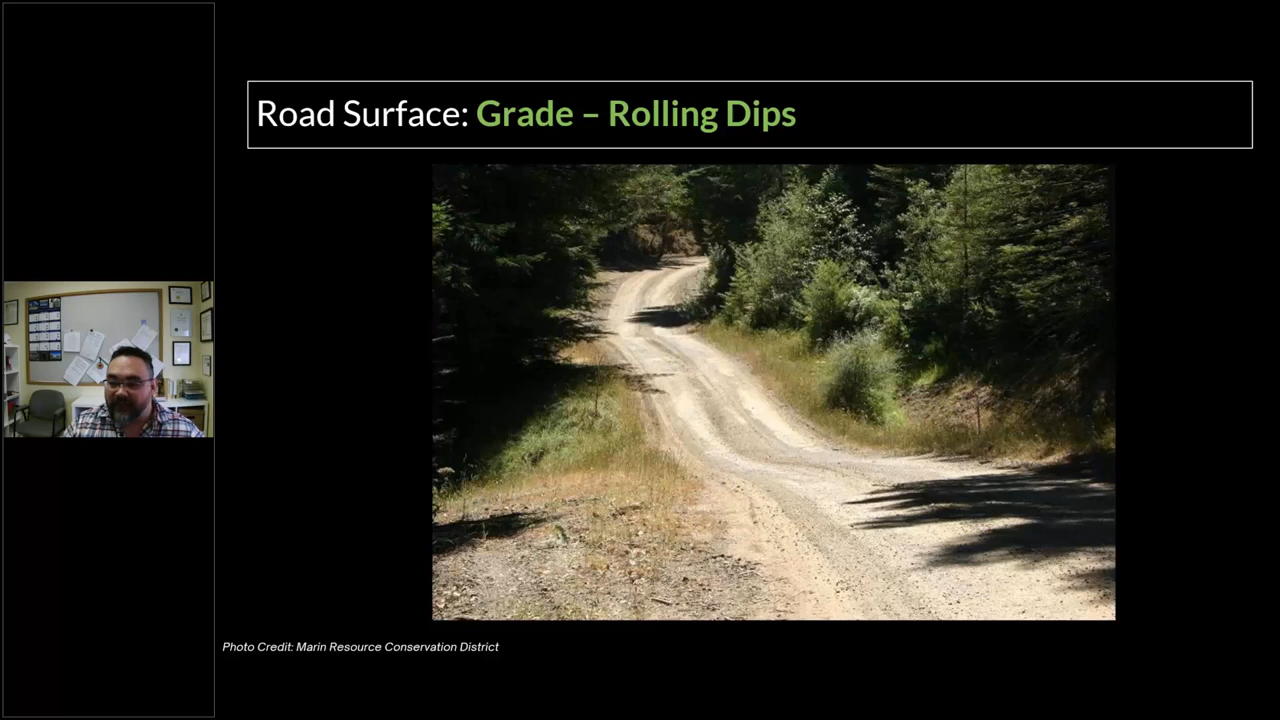 Road Surface: Grade – Rolling Dips
Photo Credit: Marin Resource Conservation District